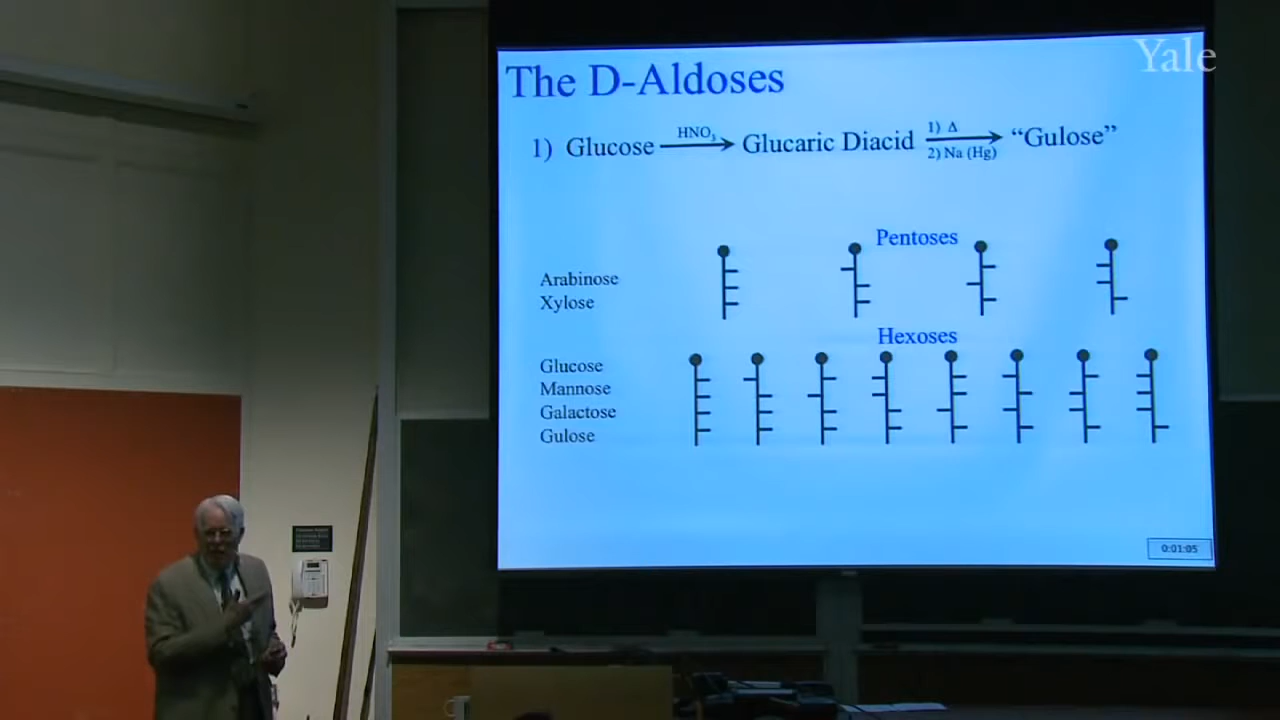 Yale
The D-Aldoses
1) Glucose HNO₃ Glucaric Diacid 1) Δ 2) Na (Hg) “Gulose”
Pentoses
Arabinose
Xylose
Hexoses
Glucose
Mannose
Galactose
Gulose
0:01:05